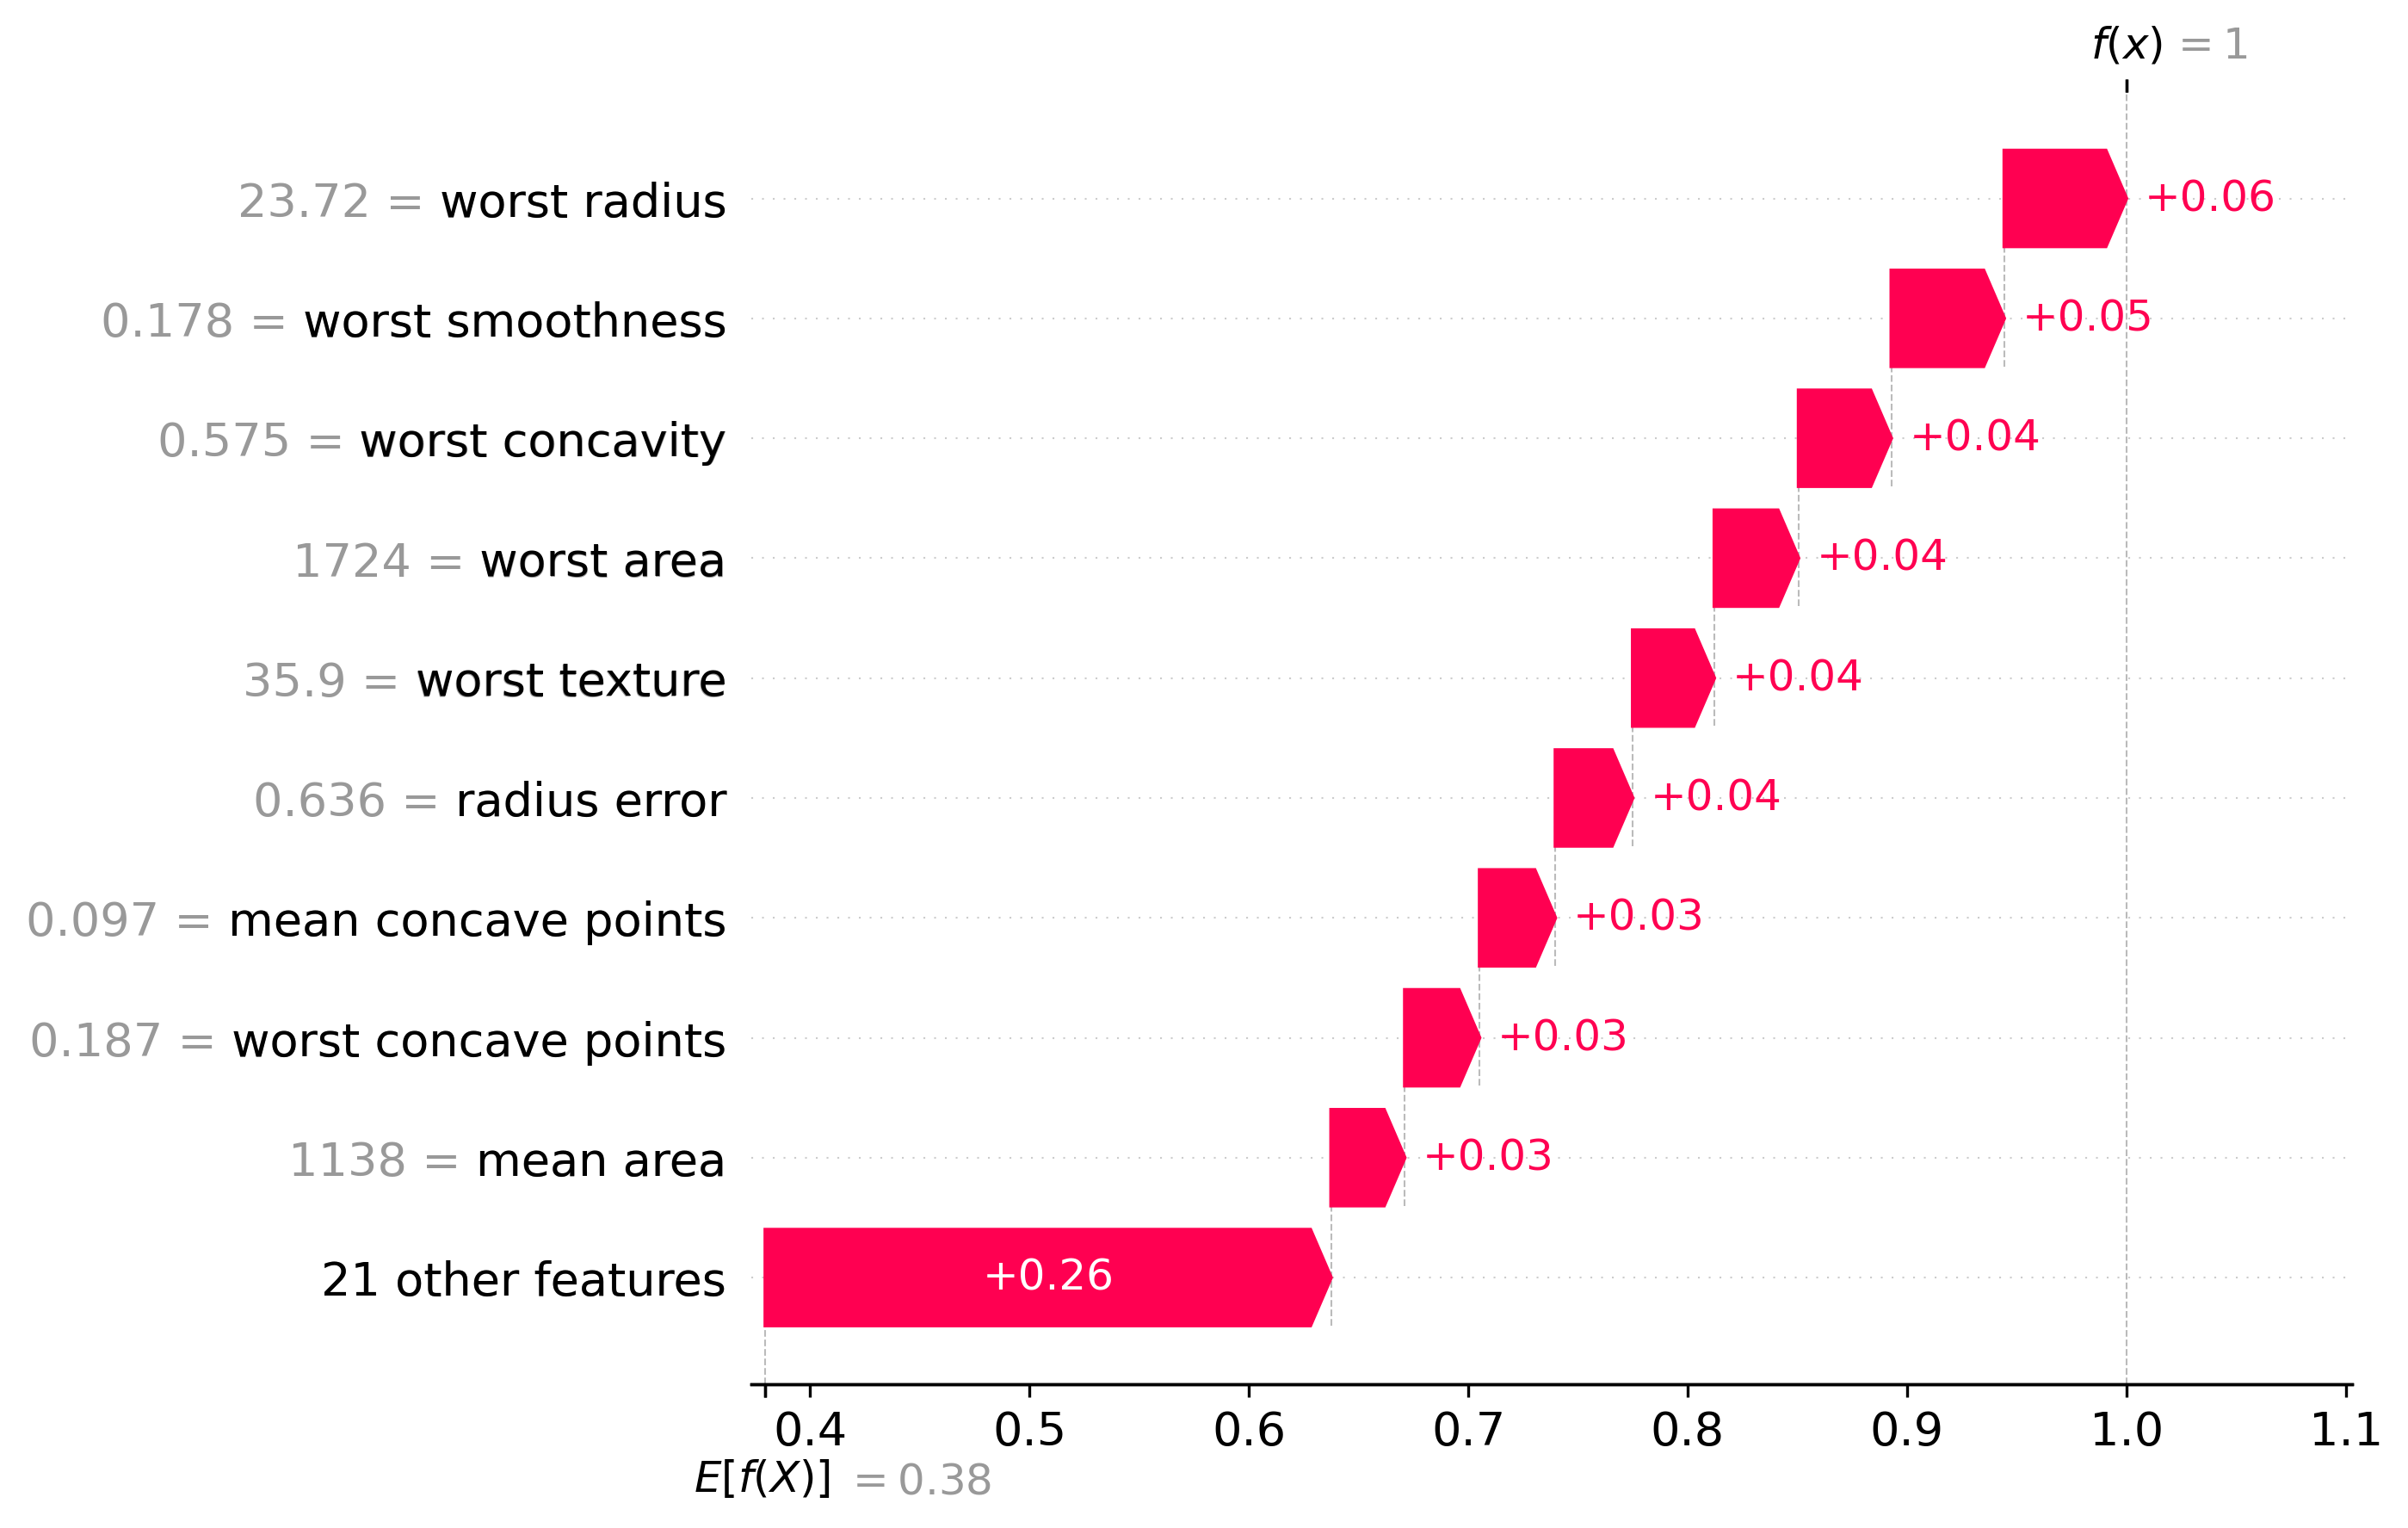 f(x) = 1
23.72 = worst radius +0.06
0.178 = worst smoothness +0.05
0.575 = worst concavity +0.04
1724 = worst area +0.04
35.9 = worst texture +0.04
0.636 = radius error +0.04
0.097 = mean concave points +0.03
0.187 = worst concave points +0.03
1138 = mean area +0.03
21 other features +0.26
0.4 0.5 0.6 0.7 0.8 0.9 1.0 1.1
E[f(X)] = 0.38